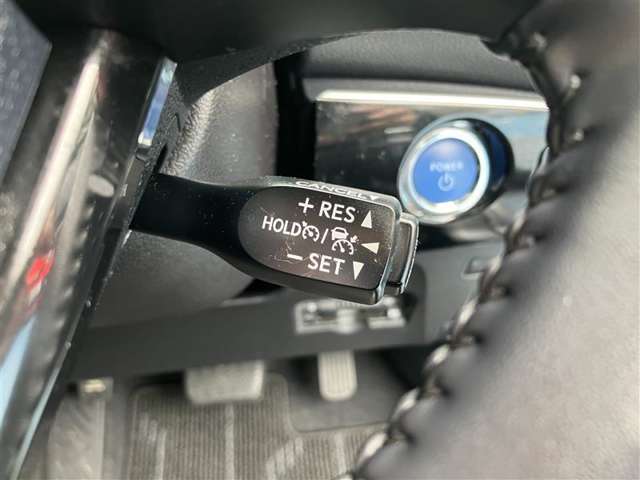 CANCEL
+ RES ▲
HOLD / ◀
− SET ▼
POWER